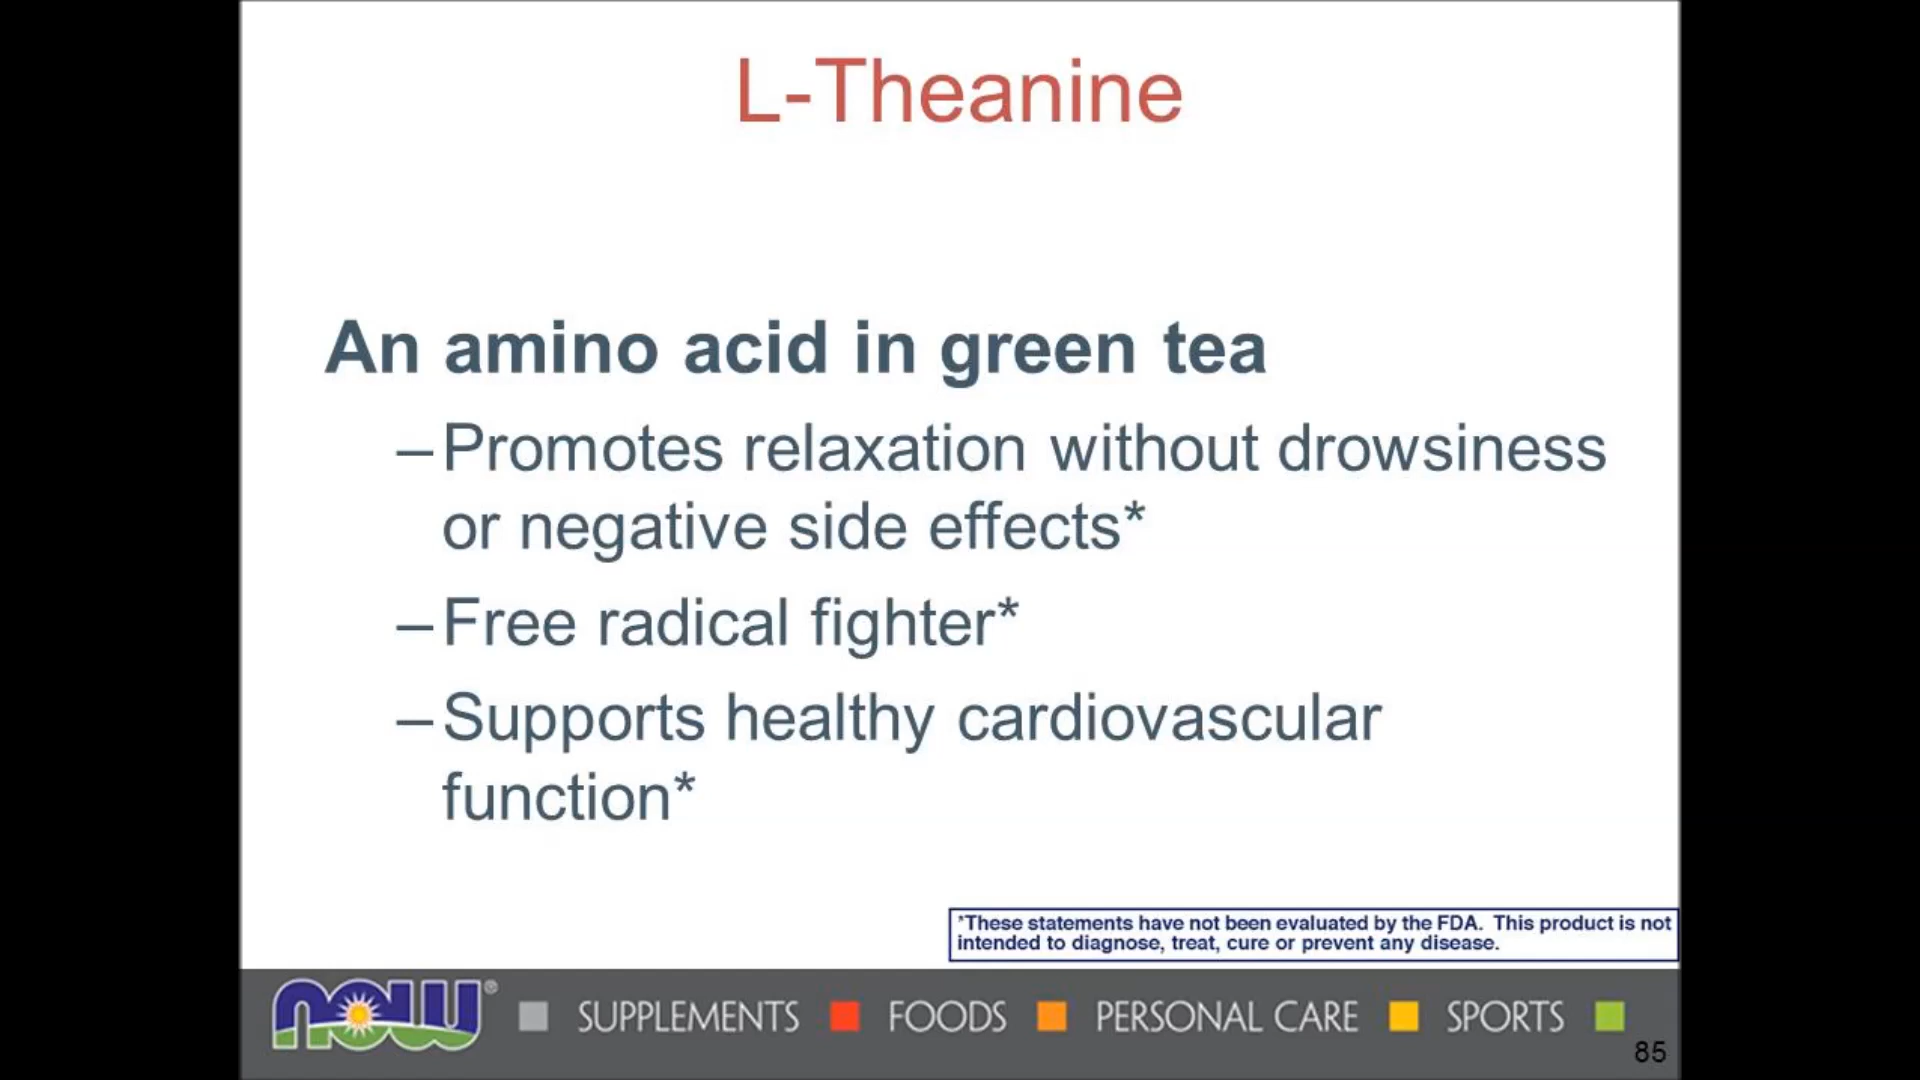 L-Theanine
An amino acid in green tea
–Promotes relaxation without drowsiness
or negative side effects*
–Free radical fighter*
–Supports healthy cardiovascular
function*
*These statements have not been evaluated by the FDA. This product is not
intended to diagnose, treat, cure or prevent any disease.
NOW® SUPPLEMENTS FOODS PERSONAL CARE SPORTS
85